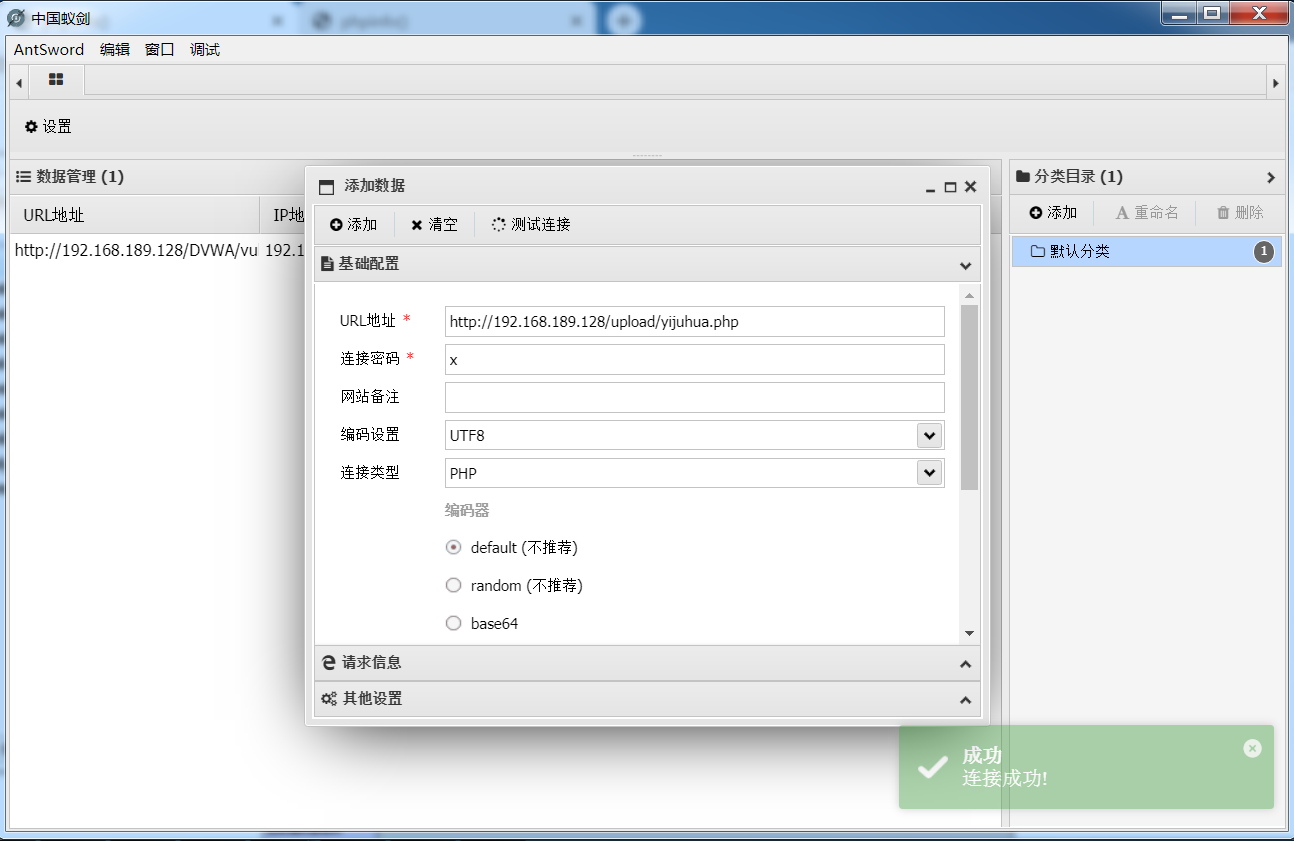 中国蚁剑
AntSword 编辑 窗口 调试
设置
数据管理 (1)
URL地址 IP地
http://192.168.189.128/DVWA/vu 192.1
添加数据
添加 清空 测试连接
基础配置
URL地址 *
http://192.168.189.128/upload/yijuhua.php
连接密码 *
x
网站备注
编码设置
UTF8
连接类型
PHP
编码器
default (不推荐)
random (不推荐)
base64
请求信息
其他设置
分类目录 (1)
添加 重命名 删除
默认分类 1
成功
连接成功!